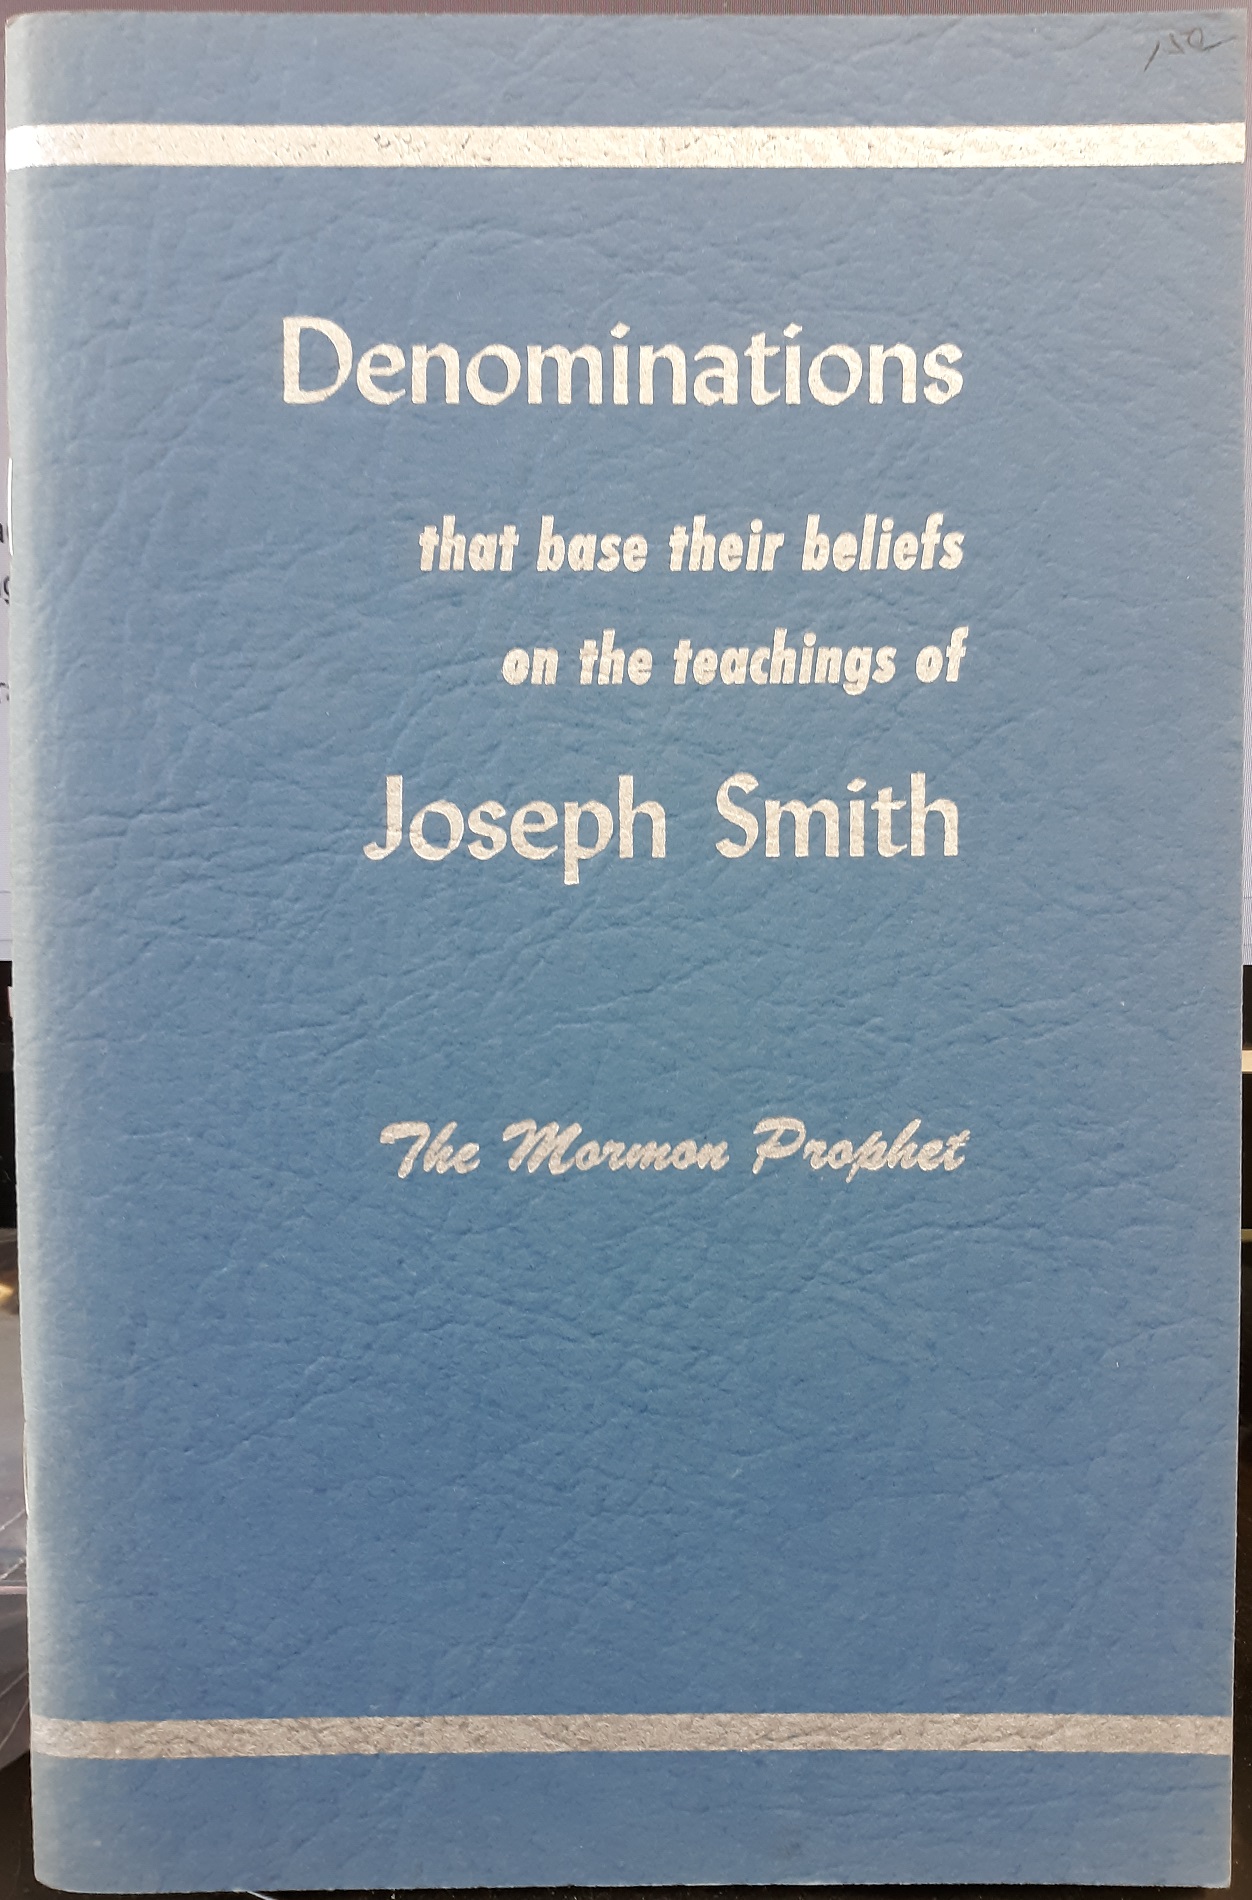 Denominations
that base their beliefs
on the teachings of
Joseph Smith
The Mormon Prophet